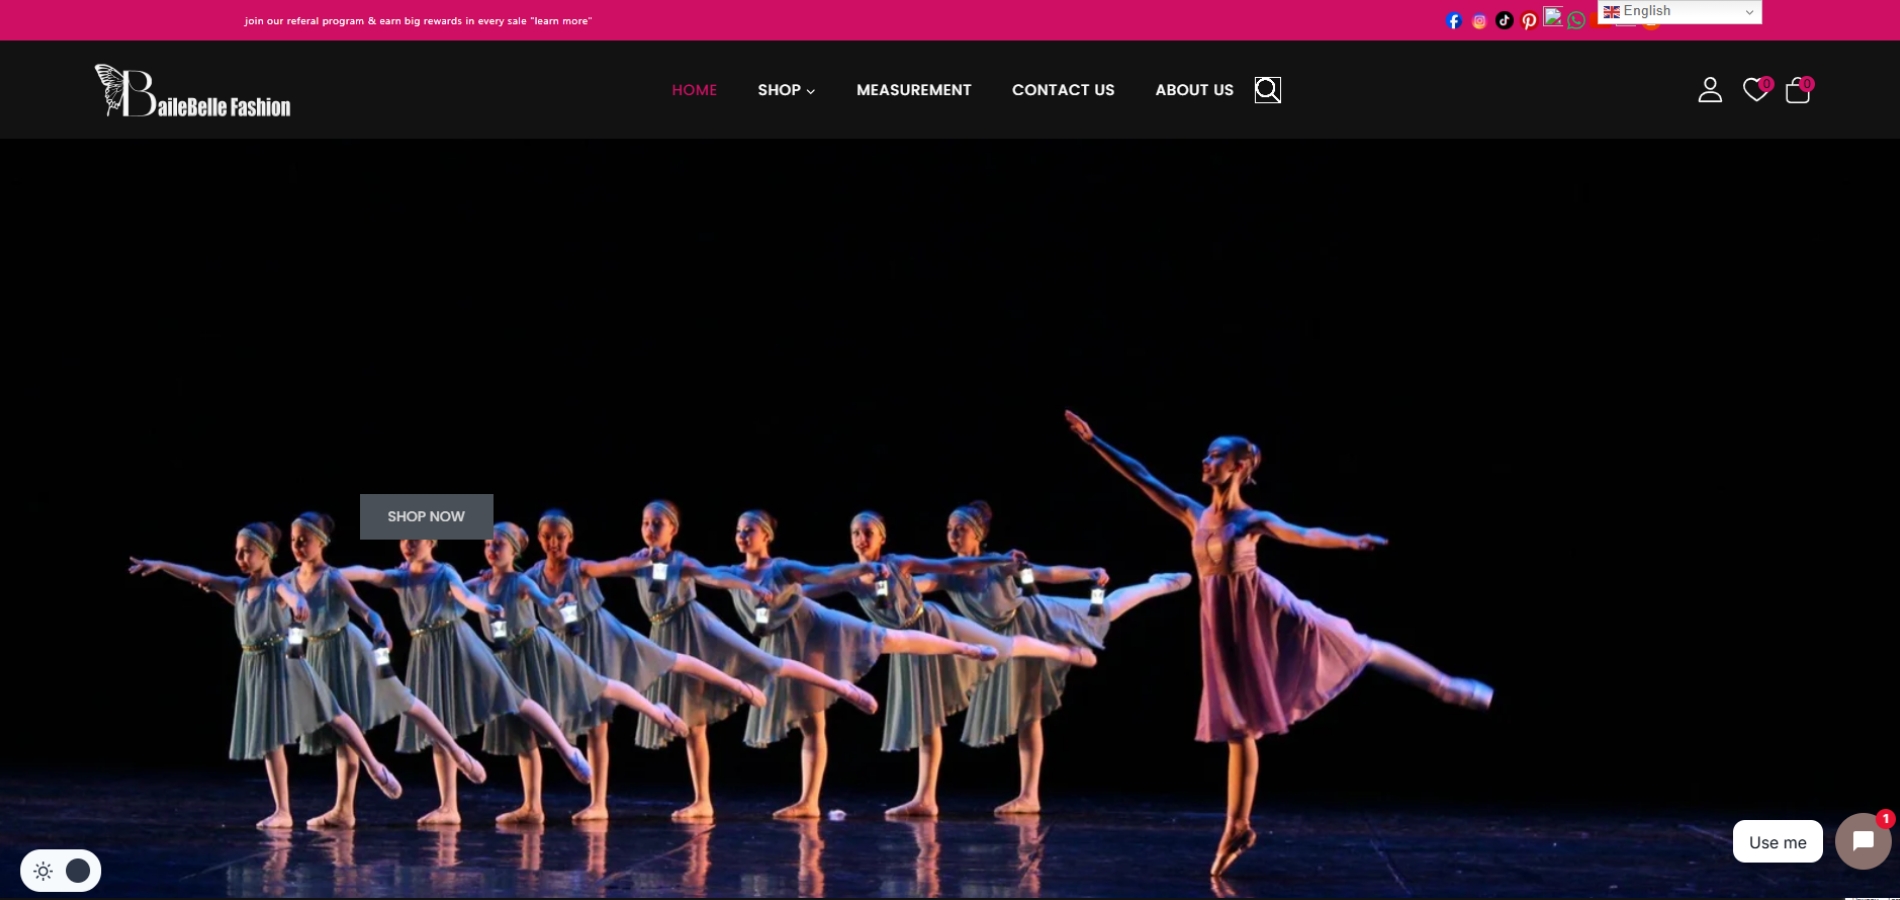 join our referal program & earn big rewards in every sale "learn more"
English
BaileBelle Fashion
HOME
SHOP
MEASUREMENT
CONTACT US
ABOUT US
0
0
SHOP NOW
1
Use me